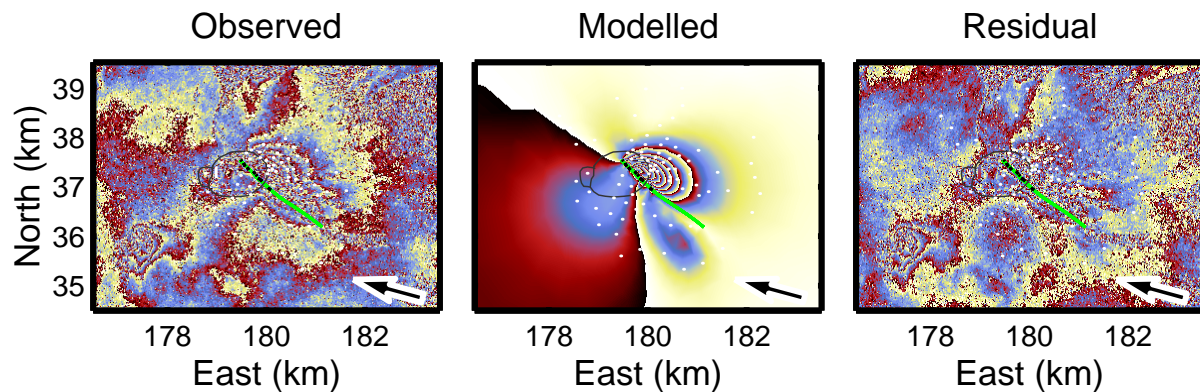 Observed Modelled Residual
39
38
37
36
35
North (km)
178 180 182 178 180 182 178 180 182
East (km) East (km) East (km)